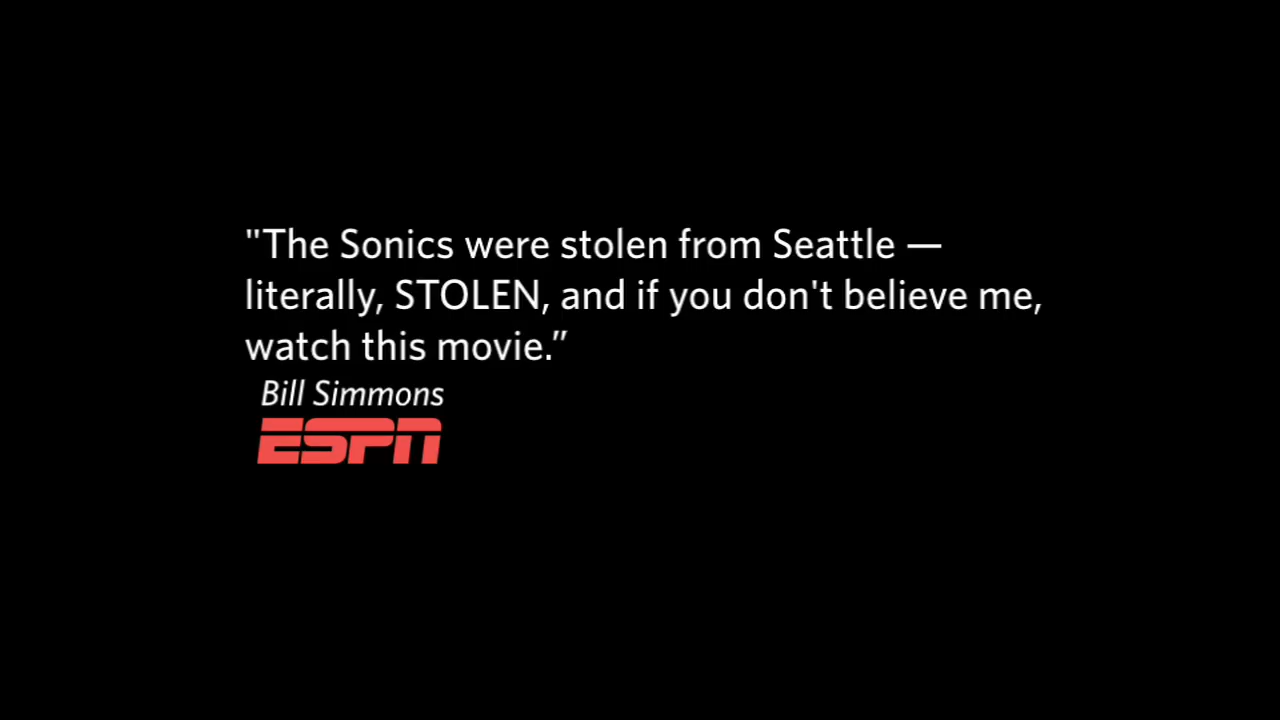 "The Sonics were stolen from Seattle —
literally, STOLEN, and if you don't believe me,
watch this movie.”
Bill Simmons
ESPN